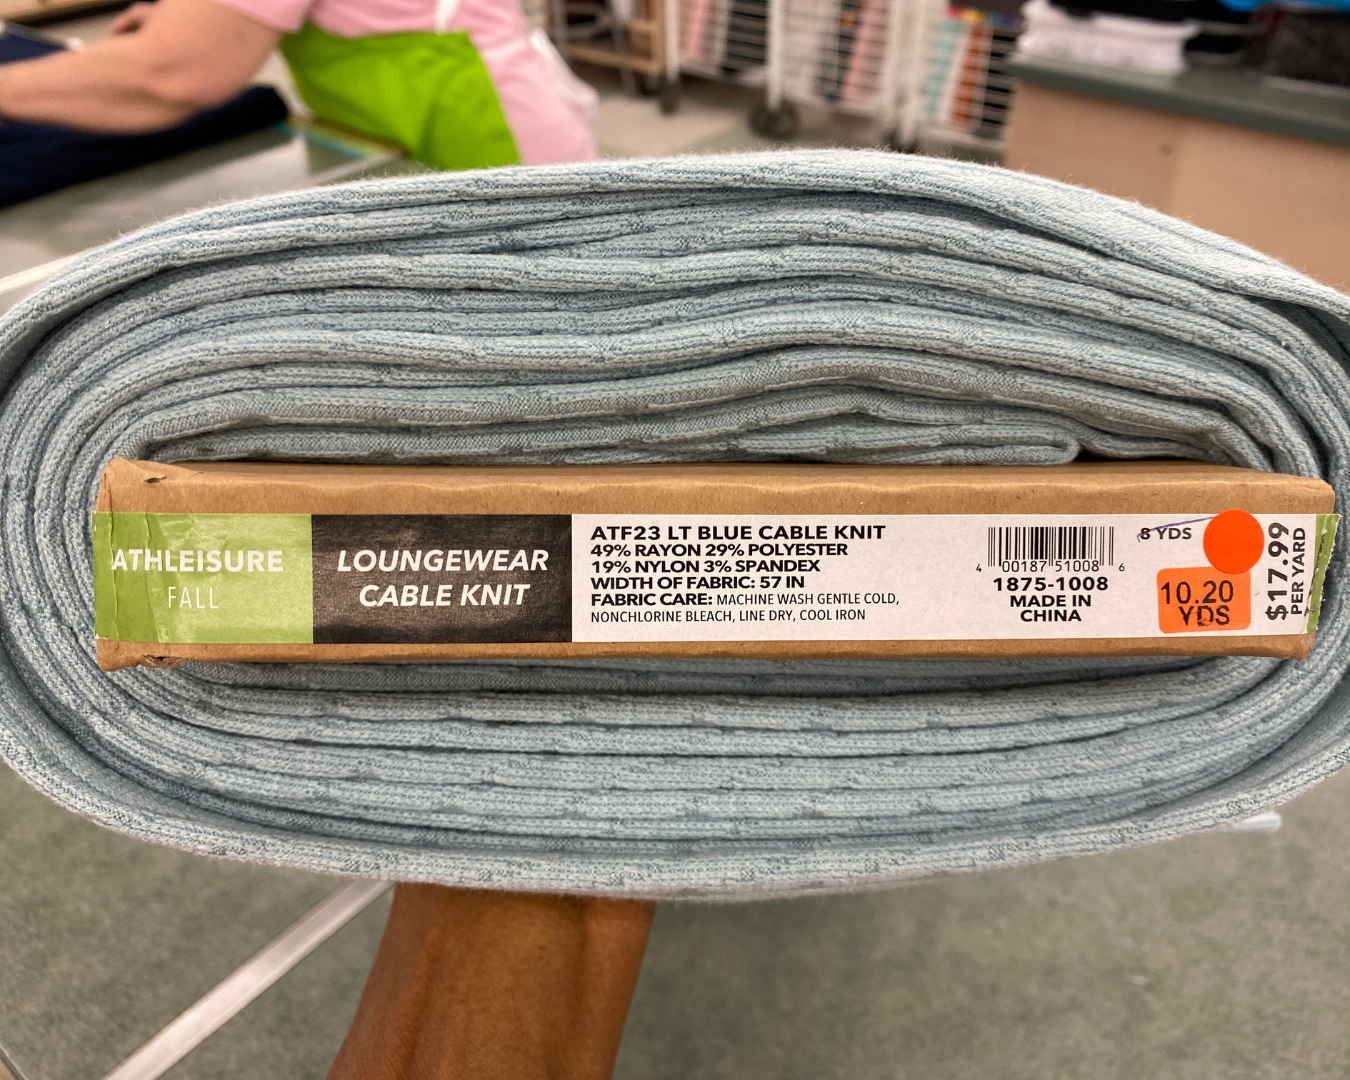 ATHLEISURE
FALL
LOUNGEWEAR
CABLE KNIT
ATF23 LT BLUE CABLE KNIT
49% RAYON 29% POLYESTER
19% NYLON 3% SPANDEX
WIDTH OF FABRIC: 57 IN
FABRIC CARE: MACHINE WASH GENTLE COLD,
NONCHLORINE BLEACH, LINE DRY, COOL IRON
4 00187 51008 6
1875-1008
MADE IN
CHINA
8 YDS
10.20
YDS
$17.99
PER YARD